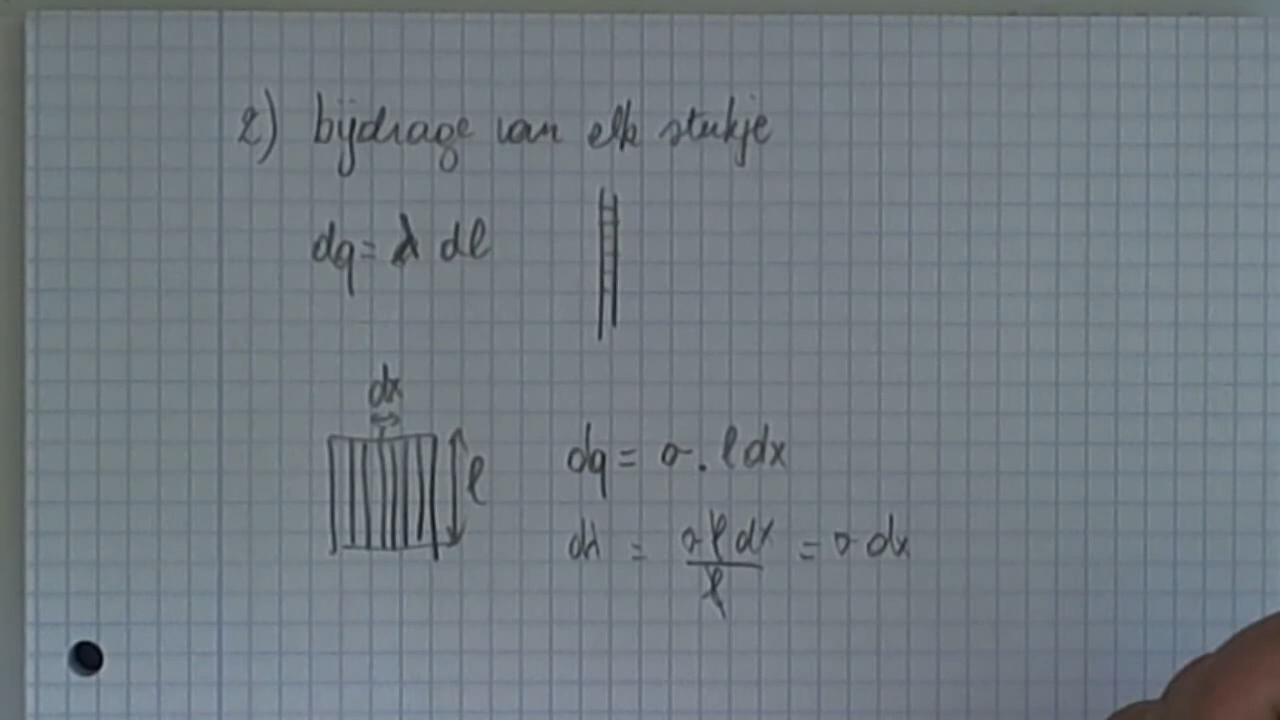 2) bijdrage van elk stukje
dq = λ dl
dx
l
dq = σ. l dx
dλ = σ l dx / l = σ dx